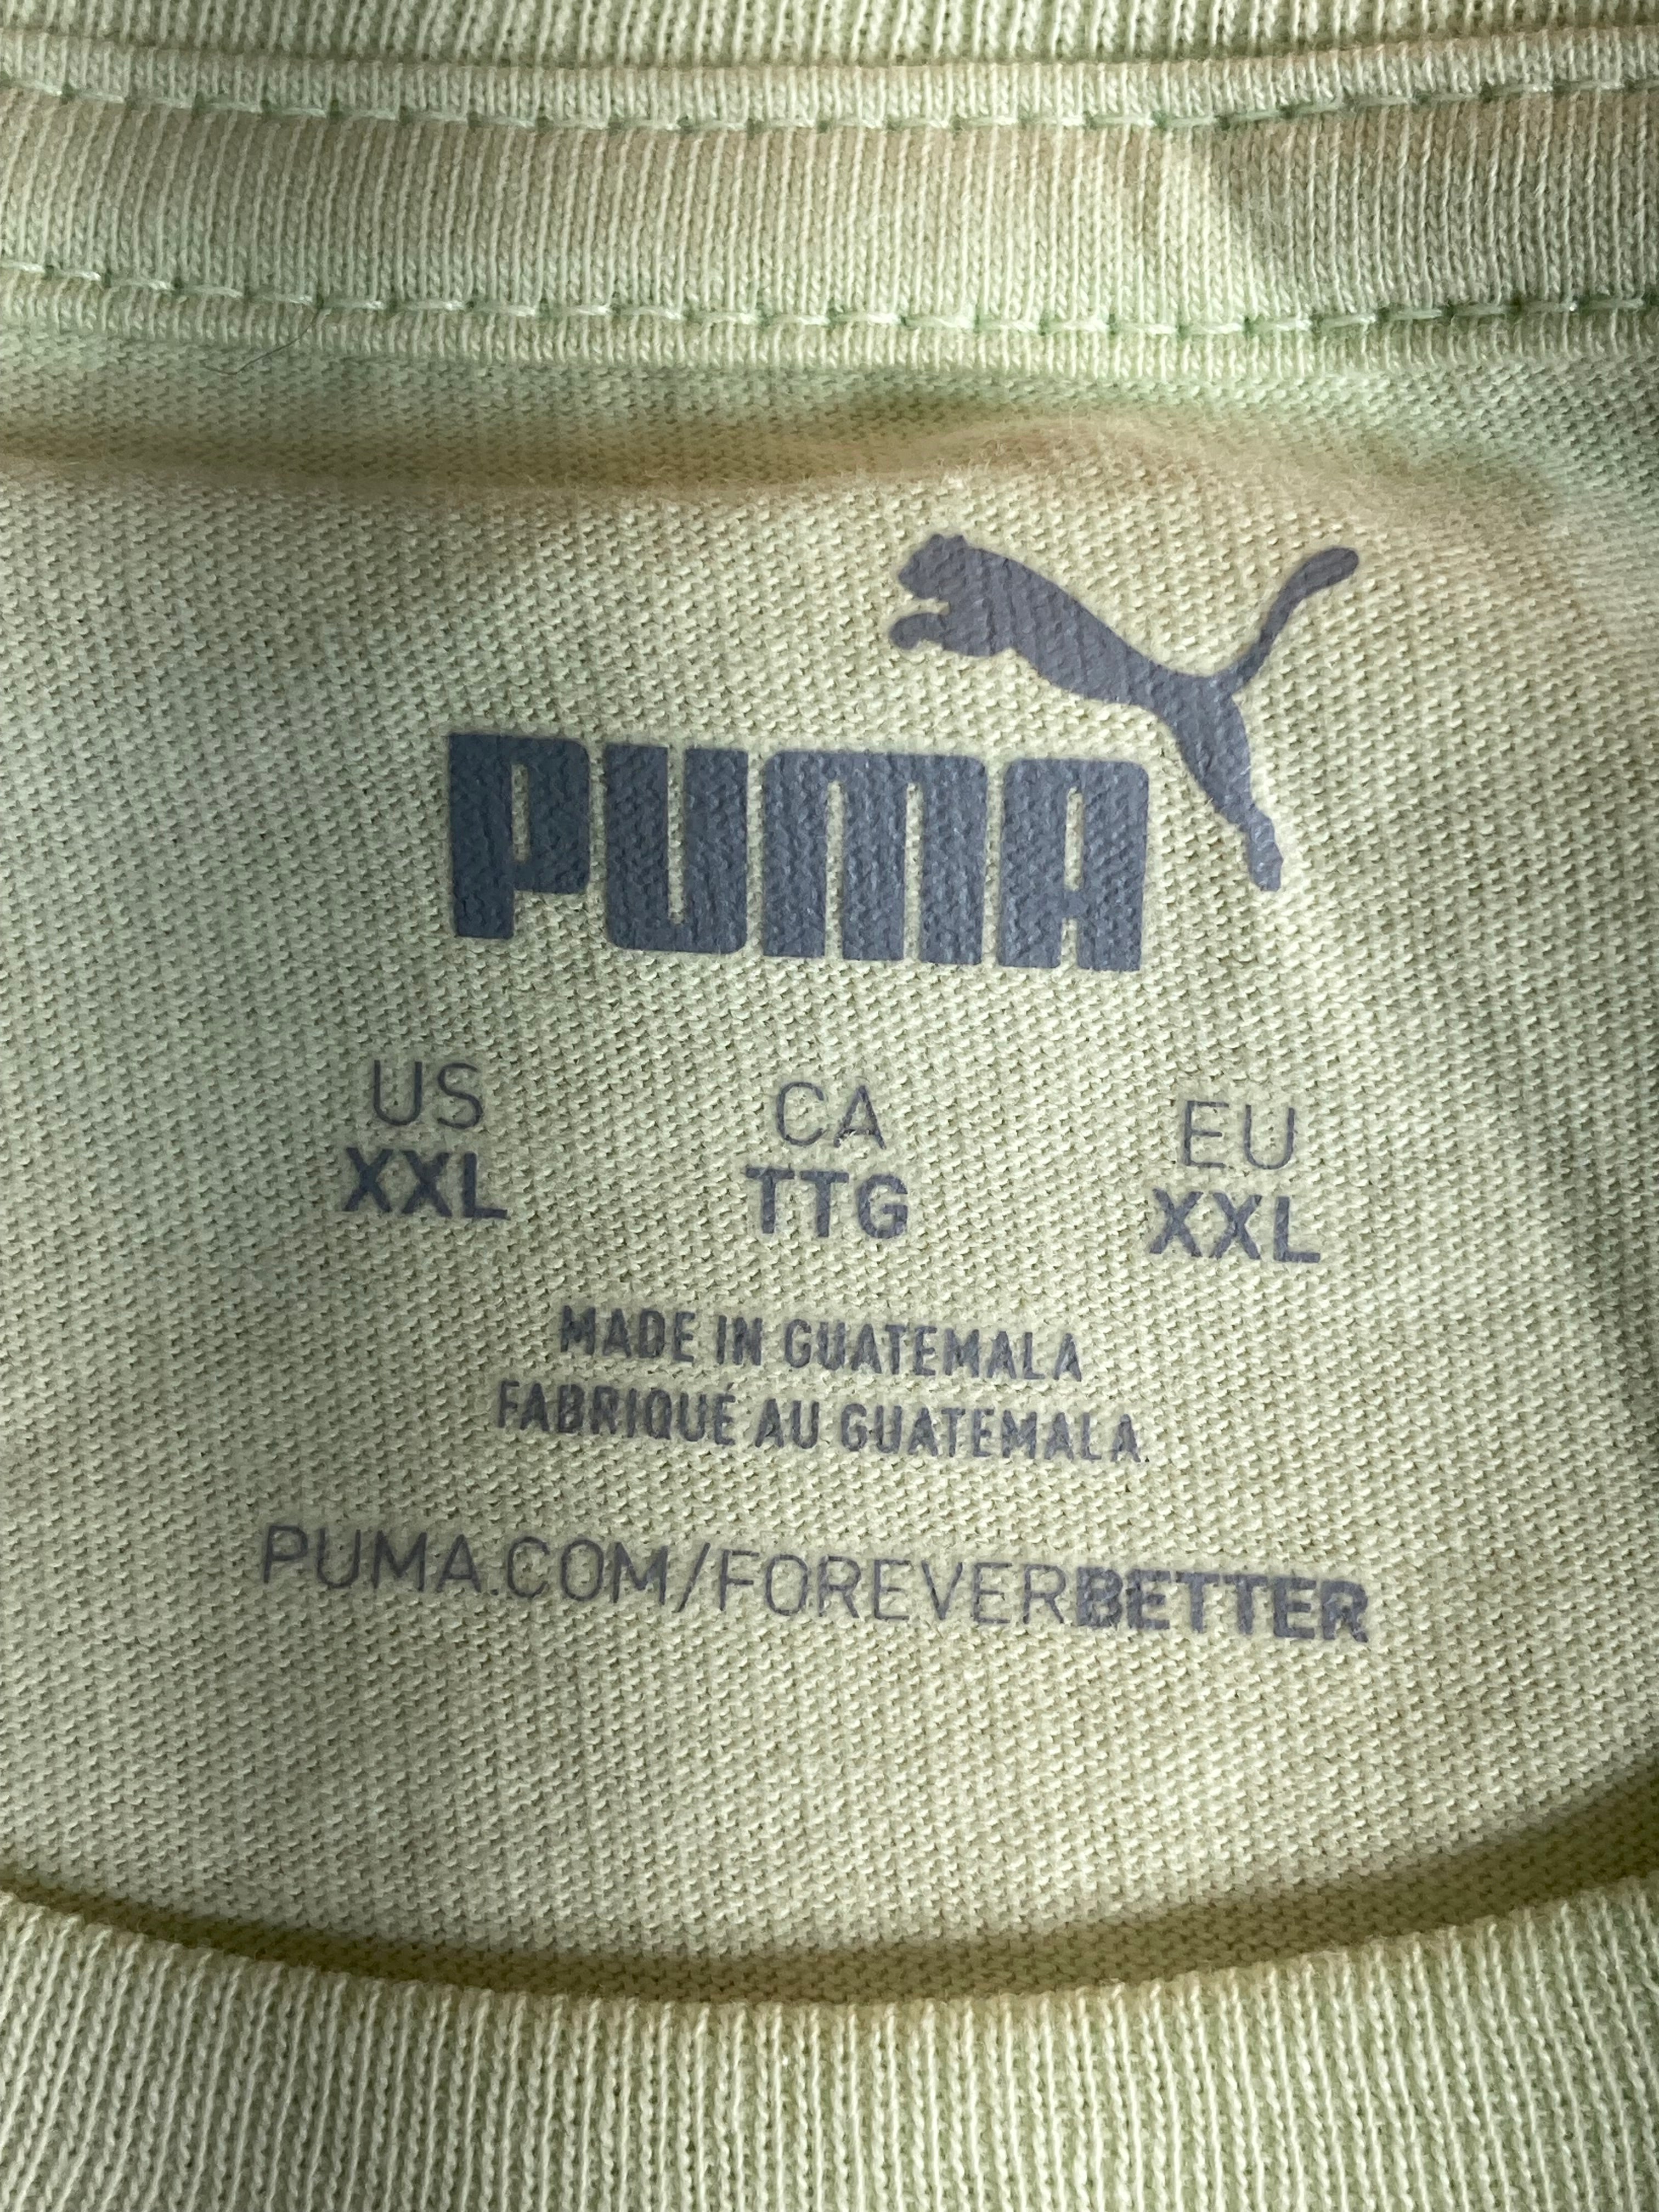 PUMA
US CA EU
XXL TTG XXL
MADE IN GUATEMALA
FABRIQUÉ AU GUATEMALA
PUMA.COM/FOREVERBETTER